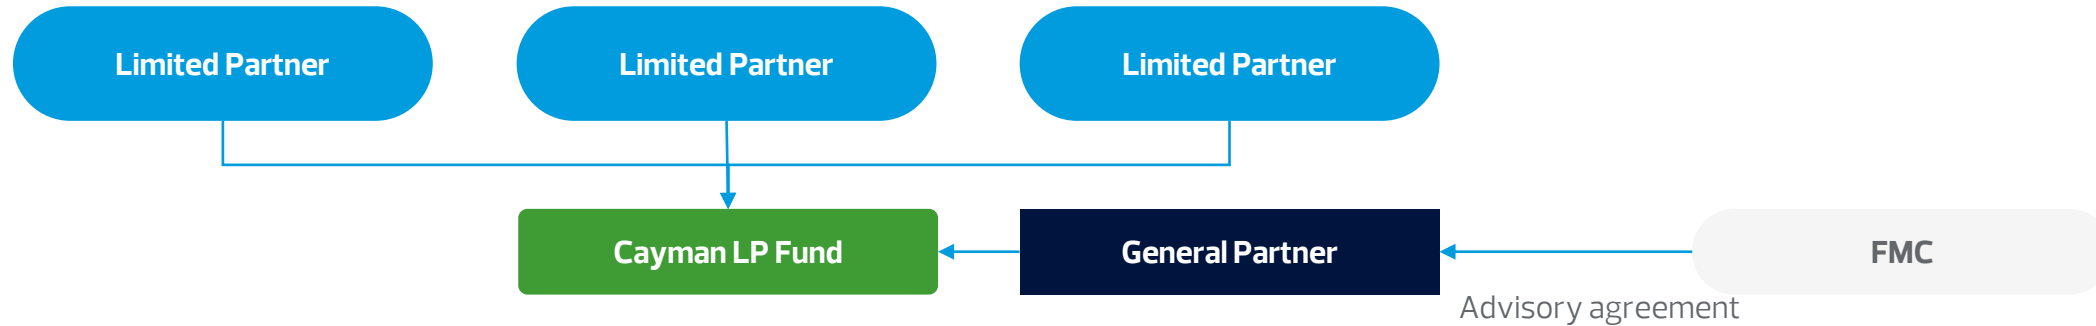 Limited Partner
Limited Partner
Limited Partner
Cayman LP Fund
General Partner
FMC
Advisory agreement